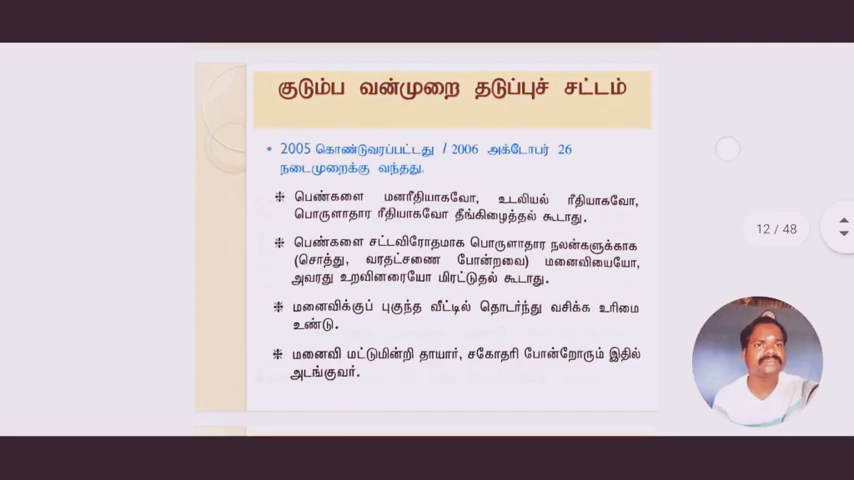 குடும்ப வன்முறை தடுப்புச் சட்டம்
• 2005 கொண்டுவரப்பட்டது / 2006 அக்டோபர் 26
நடைமுறைக்கு வந்தது.
❉ பெண்களை மனரீதியாகவோ, உடலியல் ரீதியாகவோ,
பொருளாதார ரீதியாகவோ தீங்கிழைத்தல் கூடாது.
❉ பெண்களை சட்டவிரோதமாக பொருளாதார நலன்களுக்காக
(சொத்து, வரதட்சணை போன்றவை) மனைவியையோ,
அவரது உறவினரையோ மிரட்டுதல் கூடாது.
❉ மனைவிக்குப் புகுந்த வீட்டில் தொடர்ந்து வசிக்க உரிமை
உண்டு.
❉ மனைவி மட்டுமின்றி தாயார், சகோதரி போன்றோரும் இதில்
அடங்குவர்.
12 / 48